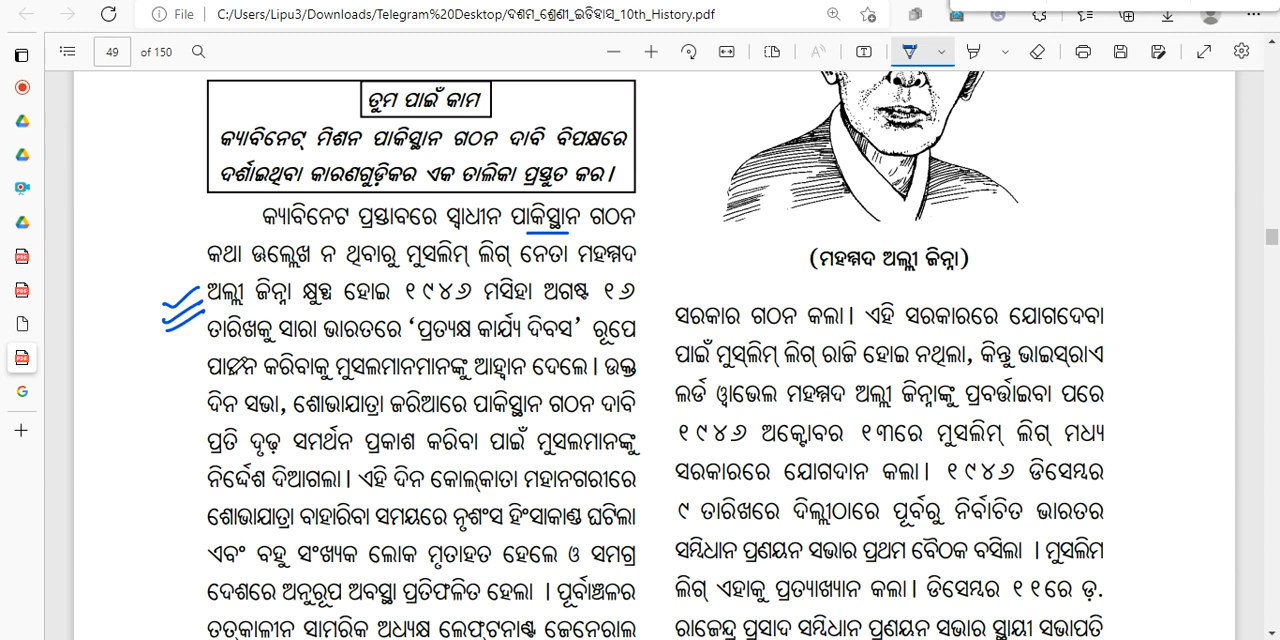 File
C:/Users/Lipu3/Downloads/Telegram%20Desktop/ଦଶମ_ଶ୍ରେଣୀ_ଇତିହାସ_10th_History.pdf
49 of 150
ତୁମ ପାଇଁ କାମ
କ୍ୟାବିନେଟ୍ ମିଶନ ପାକିସ୍ଥାନ ଗଠନ ଦାବି ବିପକ୍ଷରେ
ଦର୍ଶାଇଥିବା କାରଣଗୁଡ଼ିକର ଏକ ତାଲିକା ପ୍ରସ୍ତୁତ କର।
କ୍ୟାବିନେଟ ପ୍ରସ୍ତାବରେ ସ୍ୱାଧୀନ ପାକିସ୍ଥାନ ଗଠନ
କଥା ଉଲ୍ଲେଖ ନ ଥିବାରୁ ମୁସଲିମ୍ ଲିଗ୍ ନେତା ମହମ୍ମଦ
ଅଲ୍ଲୀ ଜିନ୍ନା କ୍ଷୁବ୍ଧ ହୋଇ ୧୯୪୬ ମସିହା ଅଗଷ୍ଟ ୧୬
ତାରିଖକୁ ସାରା ଭାରତରେ ‘ପ୍ରତ୍ୟକ୍ଷ କାର୍ଯ୍ୟ ଦିବସ’ ରୂପେ
ପାଳନ କରିବାକୁ ମୁସଲମାନମାନଙ୍କୁ ଆହ୍ୱାନ ଦେଲେ। ଉକ୍ତ
ଦିନ ସଭା, ଶୋଭାଯାତ୍ରା ଜରିଆରେ ପାକିସ୍ଥାନ ଗଠନ ଦାବି
ପ୍ରତି ଦୃଢ଼ ସମର୍ଥନ ପ୍ରକାଶ କରିବା ପାଇଁ ମୁସଲମାନଙ୍କୁ
ନିର୍ଦ୍ଦେଶ ଦିଆଗଲା। ଏହି ଦିନ କୋଲ୍‌କାତା ମହାନଗରୀରେ
ଶୋଭାଯାତ୍ରା ବାହାରିବା ସମୟରେ ନୃଶଂସ ହିଂସାକାଣ୍ଡ ଘଟିଲା
ଏବଂ ବହୁ ସଂଖ୍ୟକ ଲୋକ ମୃତାହତ ହେଲେ ଓ ସମଗ୍ର
ଦେଶରେ ଅନୁରୂପ ଅବସ୍ଥା ପ୍ରତିଫଳିତ ହେଲା । ପୂର୍ବାଞ୍ଚଳର
ତତ୍‌କାଳୀନ ସାମରିକ ଅଧ୍ୟକ୍ଷ ଲେଫ୍‌ଟନାଣ୍ଟ ଜେନେରାଲ
(ମହମ୍ମଦ ଅଲ୍ଲୀ ଜିନ୍ନା)
ସରକାର ଗଠନ କଲା। ଏହି ସରକାରରେ ଯୋଗଦେବା
ପାଇଁ ମୁସ୍‌ଲିମ୍ ଲିଗ୍ ରାଜି ହୋଇ ନଥିଲା, କିନ୍ତୁ ଭାଇସ୍‌ରାଏ
ଲର୍ଡ ୱାଭେଲ ମହମ୍ମଦ ଅଲ୍ଲୀ ଜିନ୍ନାଙ୍କୁ ପ୍ରବର୍ତ୍ତାଇବା ପରେ
୧୯୪୬ ଅକ୍ଟୋବର ୧୩ରେ ମୁସଲିମ୍ ଲିଗ୍ ମଧ୍ୟ
ସରକାରରେ ଯୋଗଦାନ କଲା। ୧୯୪୬ ଡିସେମ୍ବର
୯ ତାରିଖରେ ଦିଲ୍ଲୀଠାରେ ପୂର୍ବରୁ ନିର୍ବାଚିତ ଭାରତର
ସମ୍ବିଧାନ ପ୍ରଣୟନ ସଭାର ପ୍ରଥମ ବୈଠକ ବସିଲା । ମୁସଲିମ
ଲିଗ୍ ଏହାକୁ ପ୍ରତ୍ୟାଖ୍ୟାନ କଲା। ଡିସେମ୍ବର ୧୧ରେ ଡ.
ରାଜେନ୍ଦ୍ର ପ୍ରସାଦ ସମ୍ବିଧାନ ପ୍ରଣୟନ ସଭାର ସ୍ଥାୟୀ ସଭାପତି